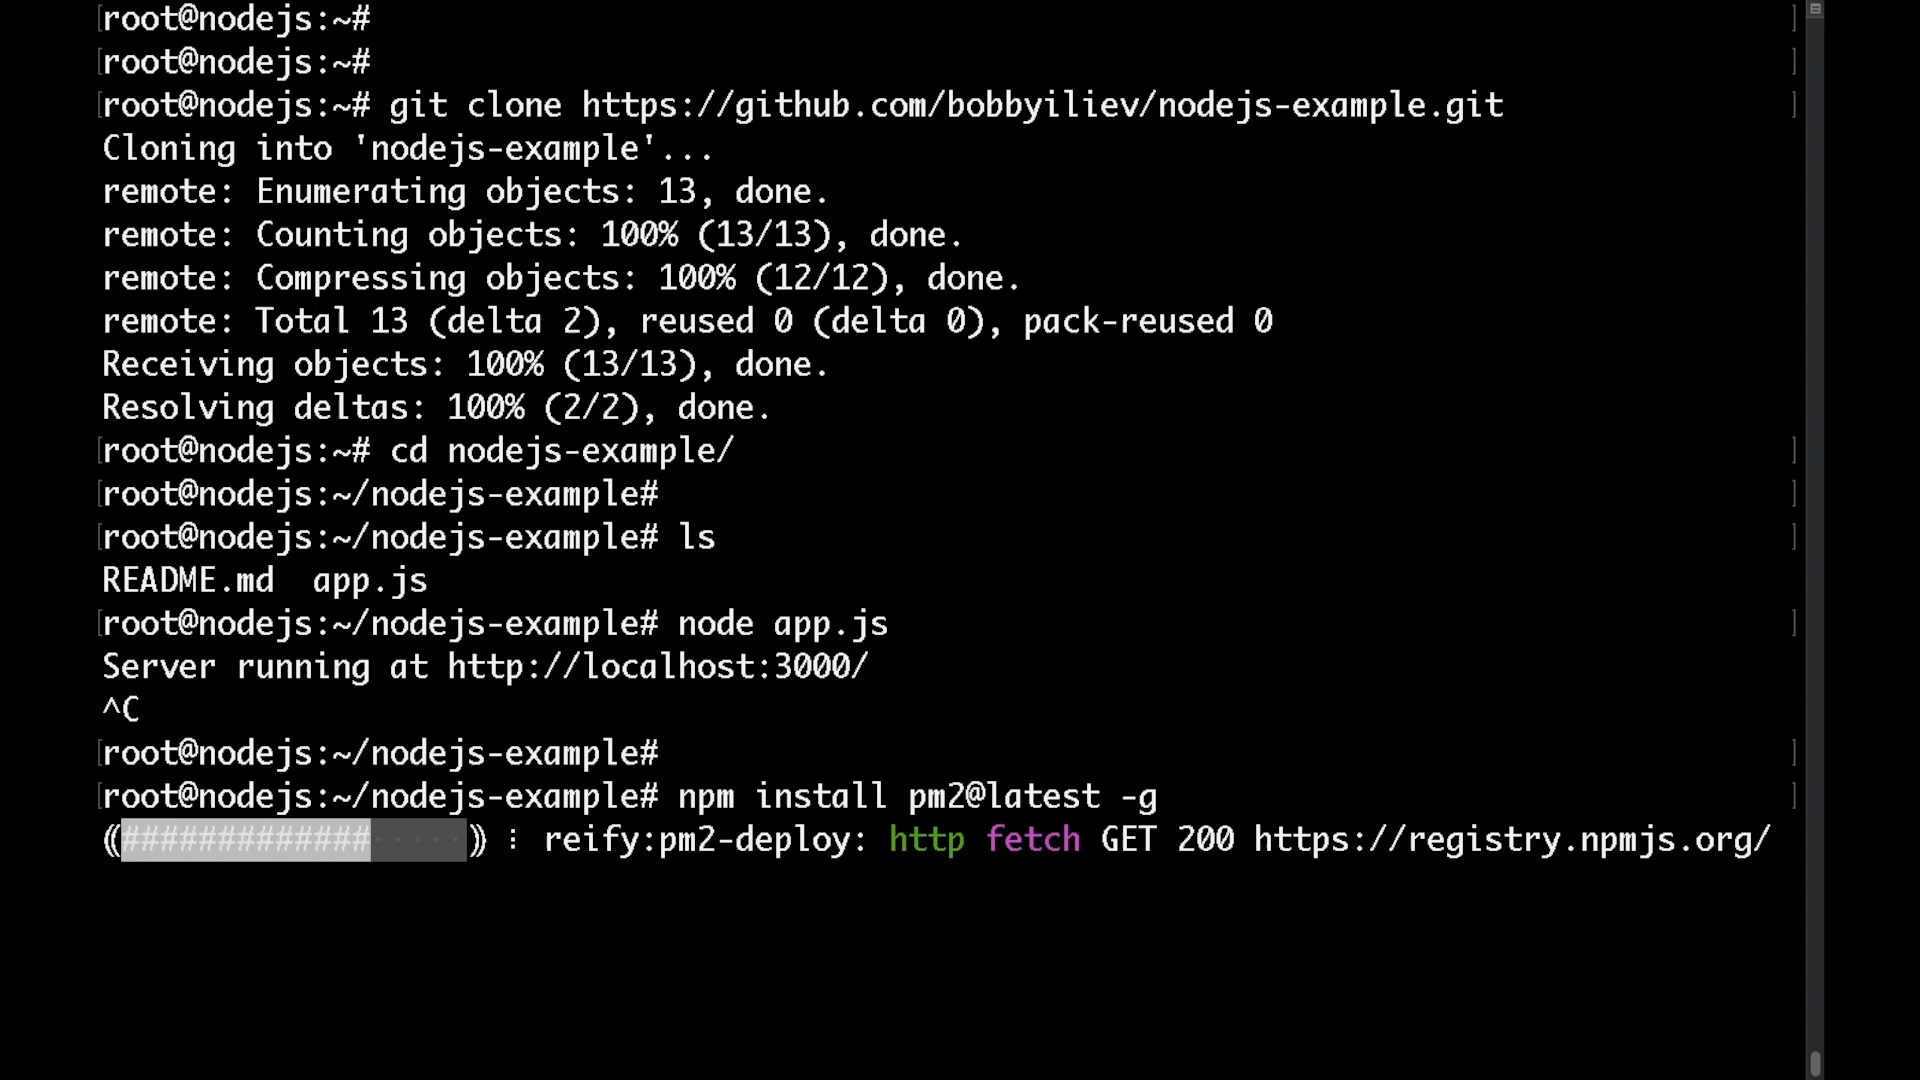 [root@nodejs:~# ]
[root@nodejs:~# ]
[root@nodejs:~# git clone https://github.com/bobbyiliev/nodejs-example.git ]
Cloning into 'nodejs-example'...
remote: Enumerating objects: 13, done.
remote: Counting objects: 100% (13/13), done.
remote: Compressing objects: 100% (12/12), done.
remote: Total 13 (delta 2), reused 0 (delta 0), pack-reused 0
Receiving objects: 100% (13/13), done.
Resolving deltas: 100% (2/2), done.
[root@nodejs:~# cd nodejs-example/ ]
[root@nodejs:~/nodejs-example# ]
[root@nodejs:~/nodejs-example# ls ]
README.md  app.js
[root@nodejs:~/nodejs-example# node app.js ]
Server running at http://localhost:3000/
^C
[root@nodejs:~/nodejs-example# ]
[root@nodejs:~/nodejs-example# npm install pm2@latest -g ]
((#############.....)) : reify:pm2-deploy: http fetch GET 200 https://registry.npmjs.org/